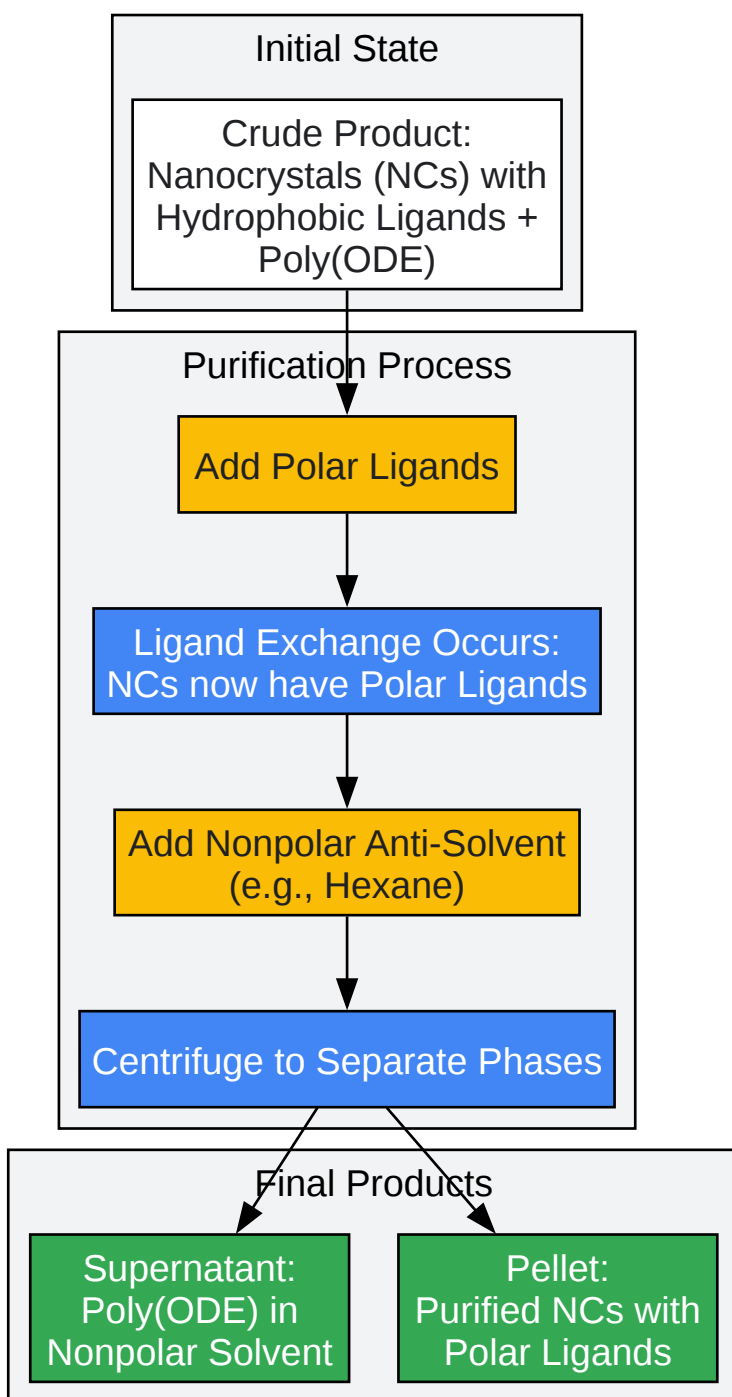 Initial State
Crude Product:
Nanocrystals (NCs) with
Hydrophobic Ligands +
Poly(ODE)
Purification Process
Add Polar Ligands
Ligand Exchange Occurs:
NCs now have Polar Ligands
Add Nonpolar Anti-Solvent
(e.g., Hexane)
Centrifuge to Separate Phases
Final Products
Supernatant:
Poly(ODE) in
Nonpolar Solvent
Pellet:
Purified NCs with
Polar Ligands